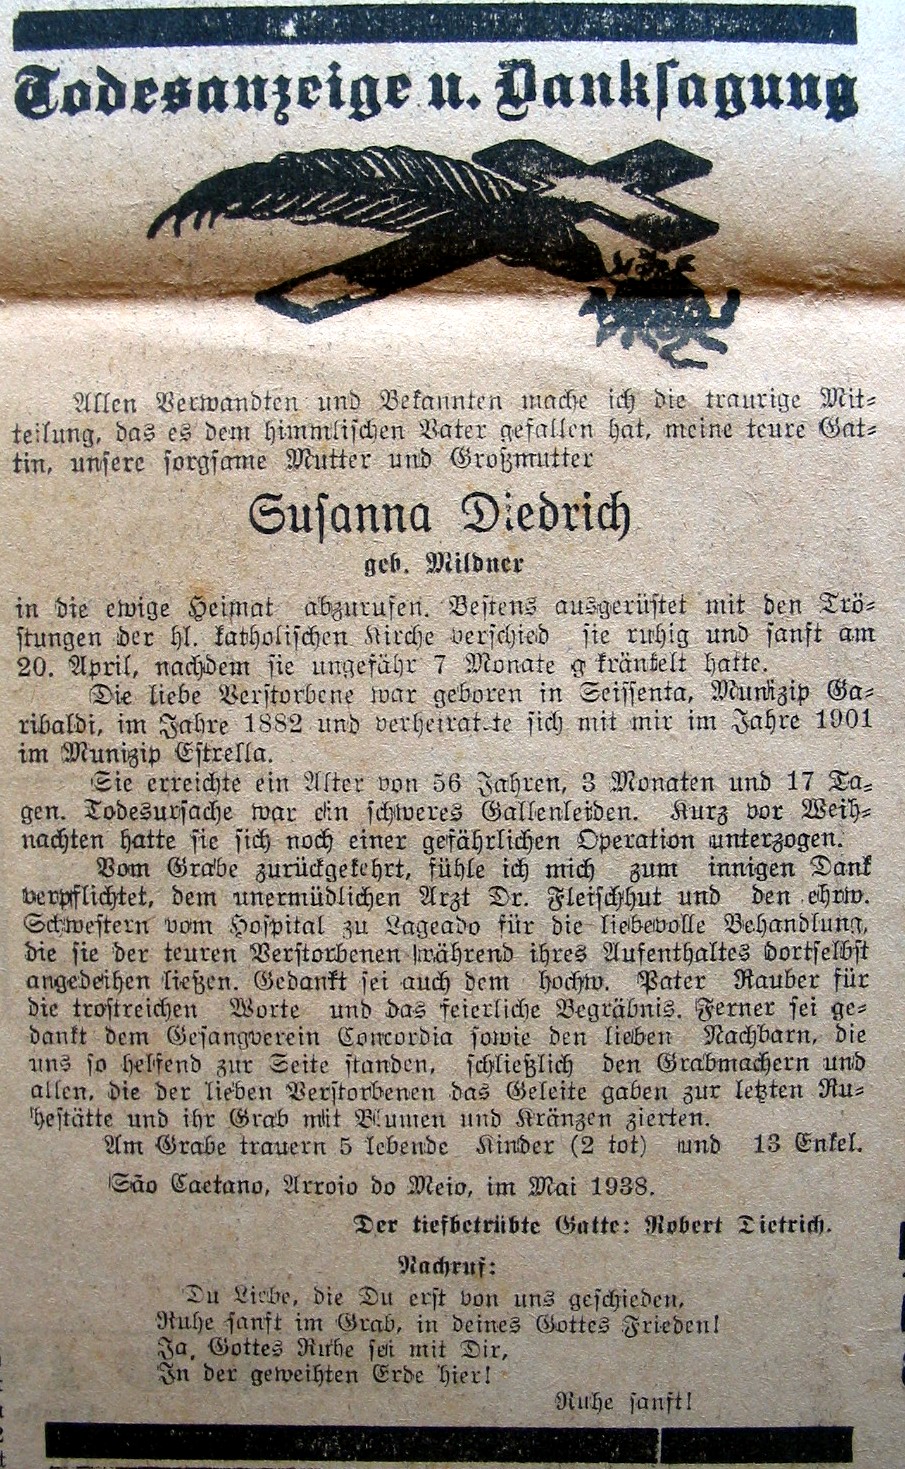 Todesanzeige u. Danksagung
Allen Verwandten und Bekannten mache ich die traurige Mit-
teilung, das es dem himmlischen Vater gefallen hat, meine teure Gat-
tin, unsere sorgsame Mutter und Großmutter
Susanna Diedrich
geb. Mildner
in die ewige Heimat abzurufen. Bestens ausgerüstet mit den Trö-
stungen der hl. katholischen Kirche verschied sie ruhig und sanft am
20. April, nachdem sie ungefähr 7 Monate g kränkelt hatte.
Die liebe Verstorbene war geboren in Seissenta, Munizip Ga-
ribaldi, im Jahre 1882 und verheiratete sich mit mir im Jahre 1901
im Munizip Estrella.
Sie erreichte ein Alter von 56 Jahren, 3 Monaten und 17 Ta-
gen. Todesursache war ein schweres Gallenleiden. Kurz vor Weih-
nachten hatte sie sich noch einer gefährlichen Operation unterzogen.
Vom Grabe zurückgekehrt, fühle ich mich zum innigen Dank
verpflichtet, dem unermüdlichen Arzt Dr. Fleischhut und den ehrw.
Schwestern vom Hospital zu Lageado für die liebevolle Behandlung,
die sie der teuren Verstorbenen während ihres Aufenthaltes dortselbst
angedeihen ließen. Gedankt sei auch dem hochw. Pater Rauber für
die trostreichen Worte und das feierliche Begräbnis. Ferner sei ge-
dankt dem Gesangverein Concordia sowie den lieben Nachbarn, die
uns so helfend zur Seite standen, schließlich den Grabmachern und
allen, die der lieben Verstorbenen das Geleite gaben zur letzten Ru-
hestätte und ihr Grab mit Blumen und Kränzen zierten.
Am Grabe trauern 5 lebende Kinder (2 tot) und 13 Enkel.
São Caetano, Arroio do Meio, im Mai 1938.
Der tiefbetrübte Gatte: Robert Dietrich.
Nachruf:
Du Liebe, die Du erst von uns geschieden,
Ruhe sanft im Grab, in deines Gottes Frieden!
Ja, Gottes Ruhe sei mit Dir,
In der geweihten Erde hier!
Ruhe sanft!